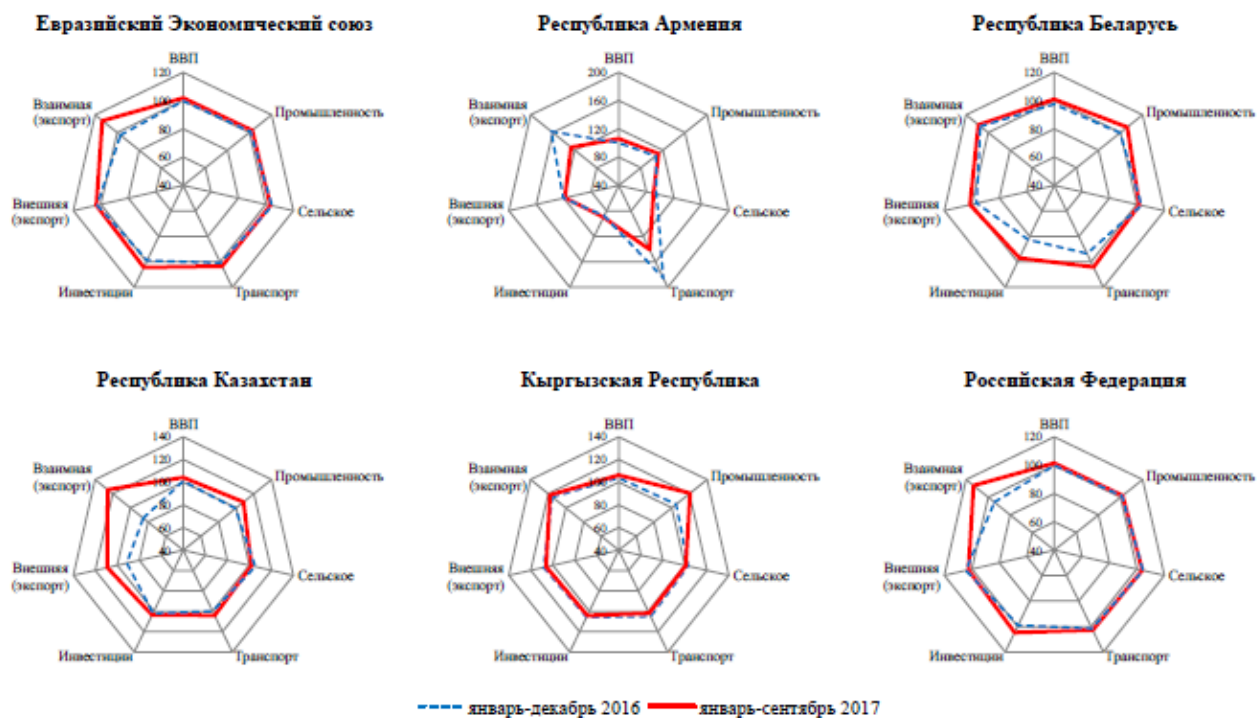 Евразийский Экономический союз
ВВП
120
100
80
60
40
Промышленность
Сельское
Транспорт
Инвестиции
Внешняя
(экспорт)
Взаимная
(экспорт)
Республика Армения
ВВП
200
160
120
80
40
Промышленность
Сельское
Транспорт
Инвестиции
Внешняя
(экспорт)
Взаимная
(экспорт)
Республика Беларусь
ВВП
120
100
80
60
40
Промышленность
Сельское
Транспорт
Инвестиции
Внешняя
(экспорт)
Взаимная
(экспорт)
Республика Казахстан
ВВП
140
120
100
80
60
40
Промышленность
Сельское
Транспорт
Инвестиции
Внешняя
(экспорт)
Взаимная
(экспорт)
Кыргызская Республика
ВВП
140
120
100
80
60
40
Промышленность
Сельское
Транспорт
Инвестиции
Внешняя
(экспорт)
Взаимная
(экспорт)
Российская Федерация
ВВП
120
100
80
60
40
Промышленность
Сельское
Транспорт
Инвестиции
Внешняя
(экспорт)
Взаимная
(экспорт)
январь-декабрь 2016
январь-сентябрь 2017